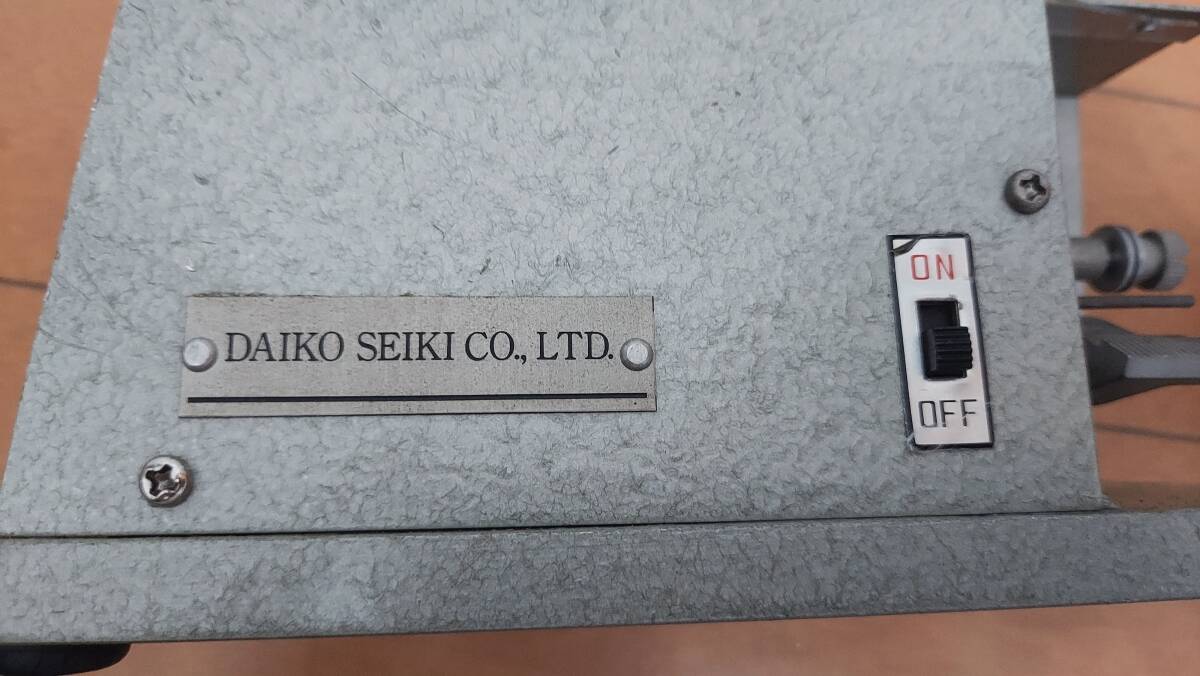 DAIKO SEIKI CO., LTD.
ON
OFF